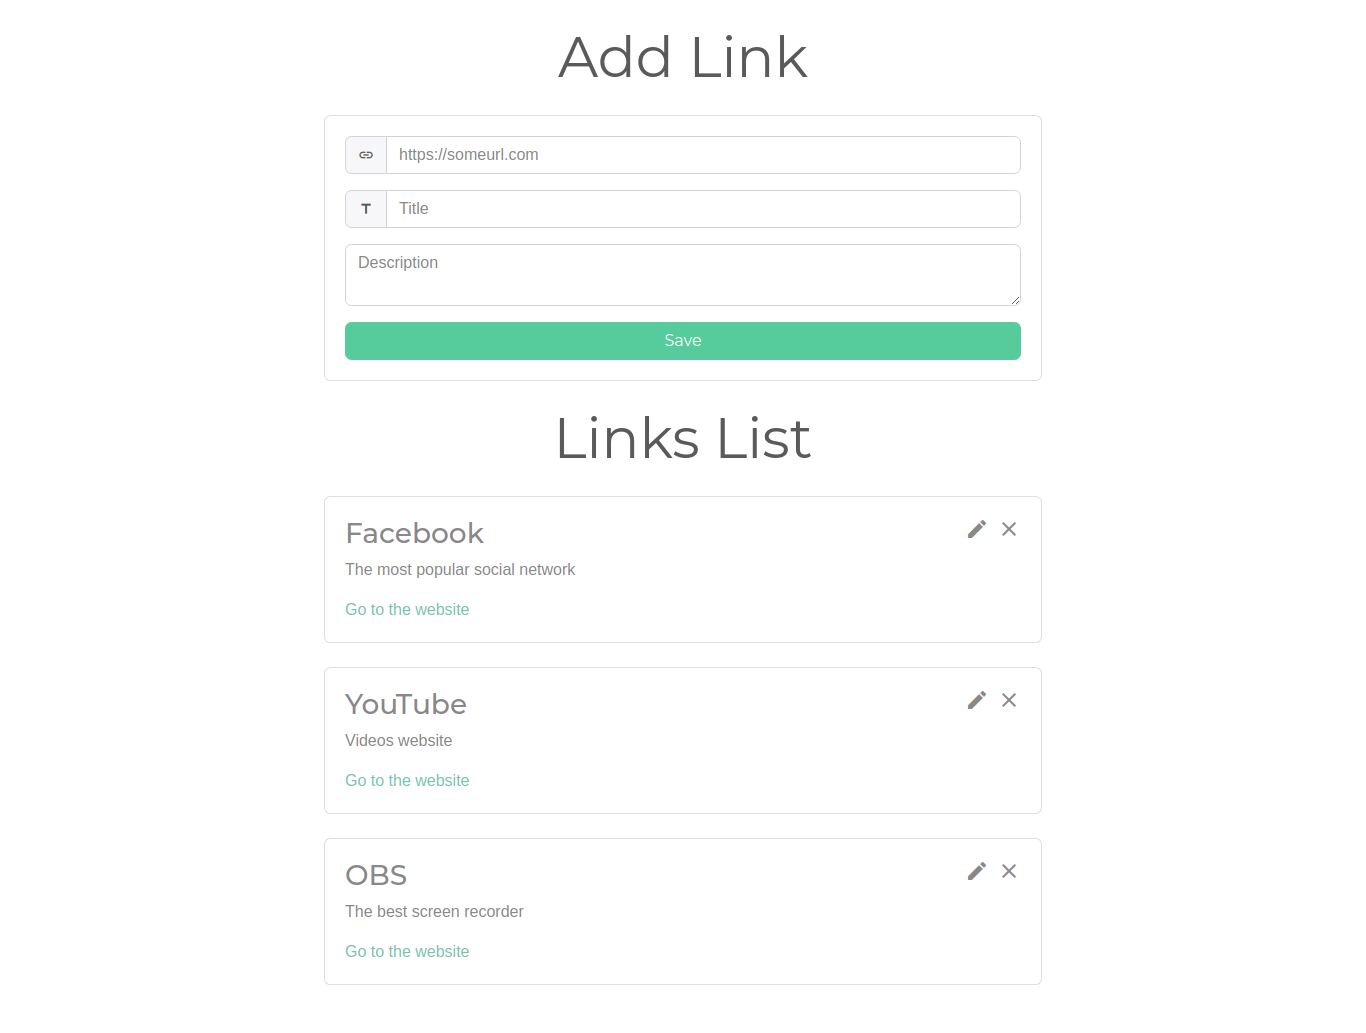 Add Link
https://someurl.com
Title
Description
Save
Links List
Facebook
The most popular social network
Go to the website
YouTube
Videos website
Go to the website
OBS
The best screen recorder
Go to the website